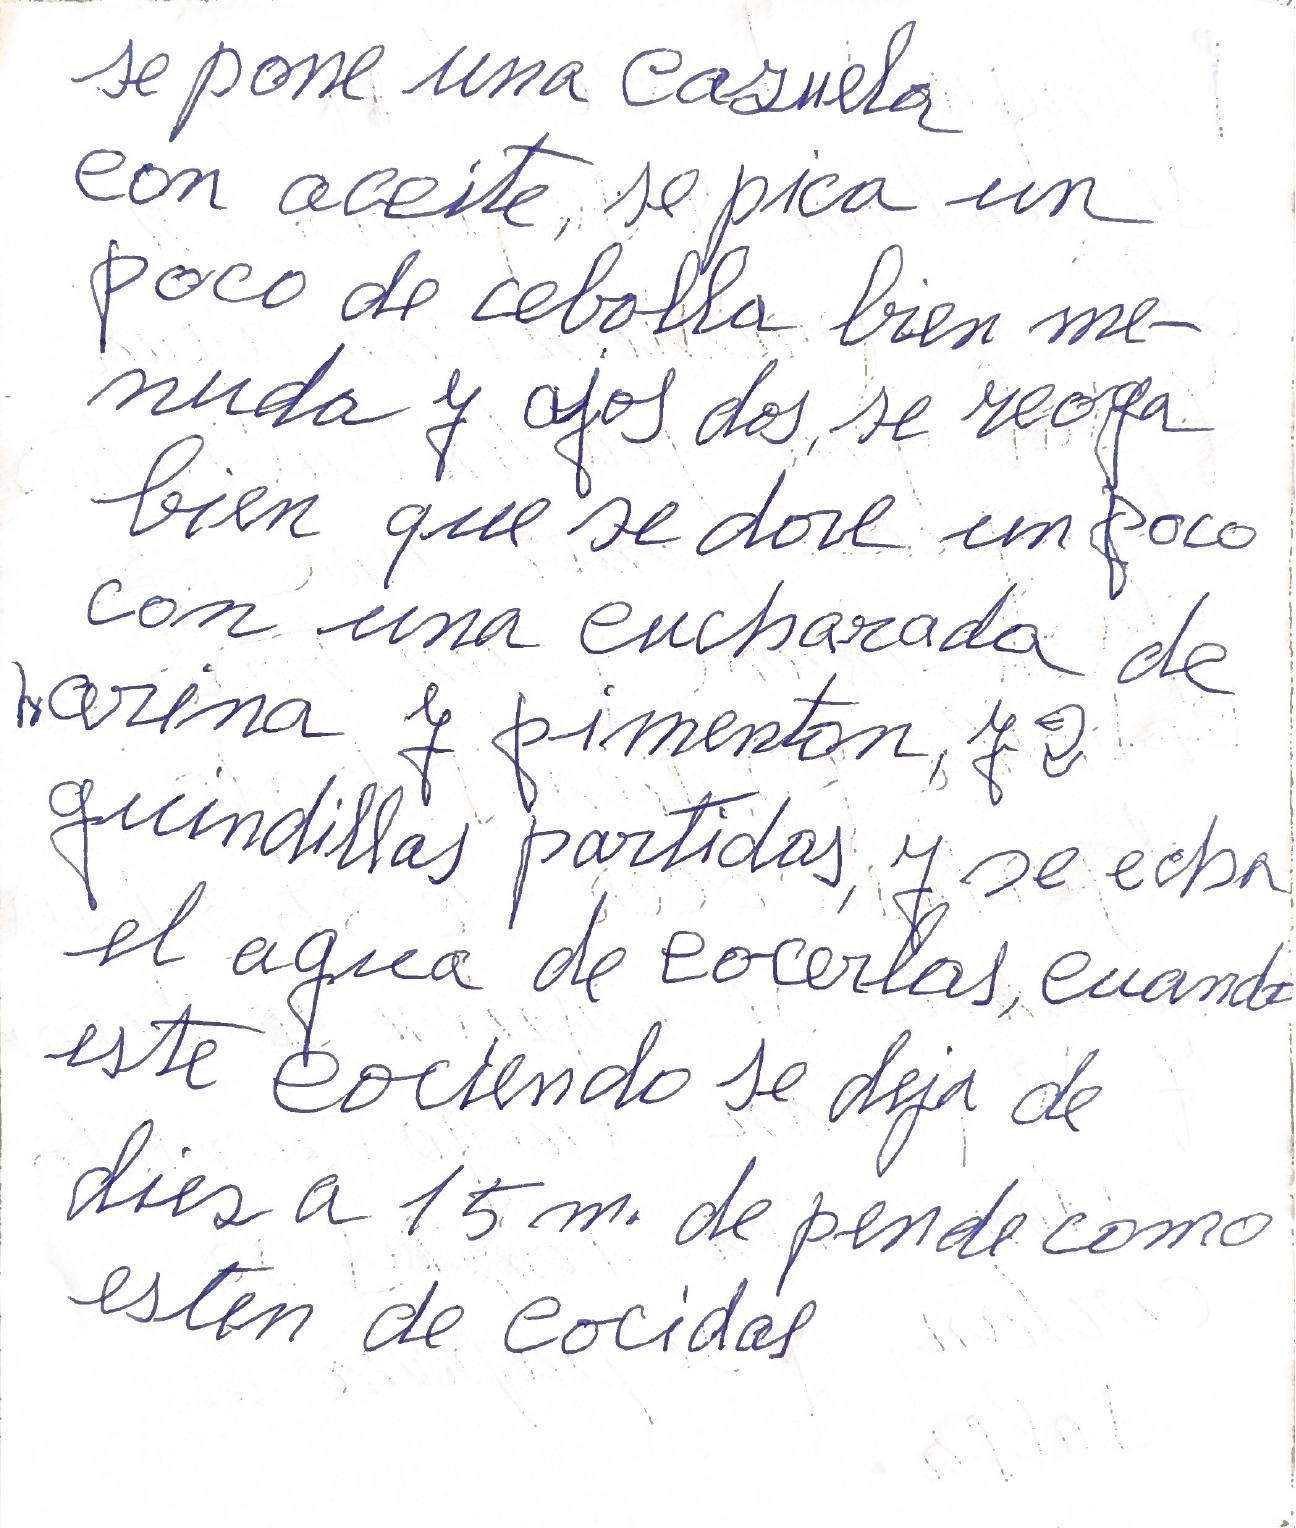 se pone una cazuela
con aceite, se pica un
poco de cebolla bien me-
nuda y ajos dos, se reoga
bien que se dore un poco
con una cucharada de
harina y pimenton, y 2
guindillas partidas, y se echa
el agua de cocerlas, cuando
este cociendo se deja de
diez a 15 m. depende como
esten de cocidas